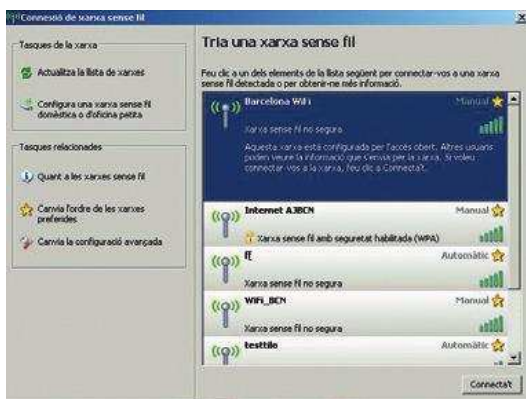 Connexió de xarxa sense fil
Tasques de la xarxa
Actualitza la llista de xarxes
Configura una xarxa sense fil
domèstica o d'oficina petita
Tasques relacionades
Quant a les xarxes sense fil
Canvia l'ordre de les xarxes
preferides
Canvia la configuració avançada
Tria una xarxa sense fil
Feu clic a un dels elements de la llista següent per connectar-vos a una xarxa
sense fil detectada o per obtenir-ne més informació.
Barcelona WiFi
Manual
Xarxa sense fil no segura
Aquesta xarxa està configurada per l'accés obert. Altres usuaris
poden veure la informació que s'envia per la xarxa. Si voleu
connectar-vos a la xarxa, feu clic a Connecta't.
Internet AJBCN
Manual
Xarxa sense fil amb seguretat habilitada (WPA)
Automàtic
Xarxa sense fil no segura
WiFi_BCN
Manual
Xarxa sense fil no segura
testtilo
Automàtic
Connecta't